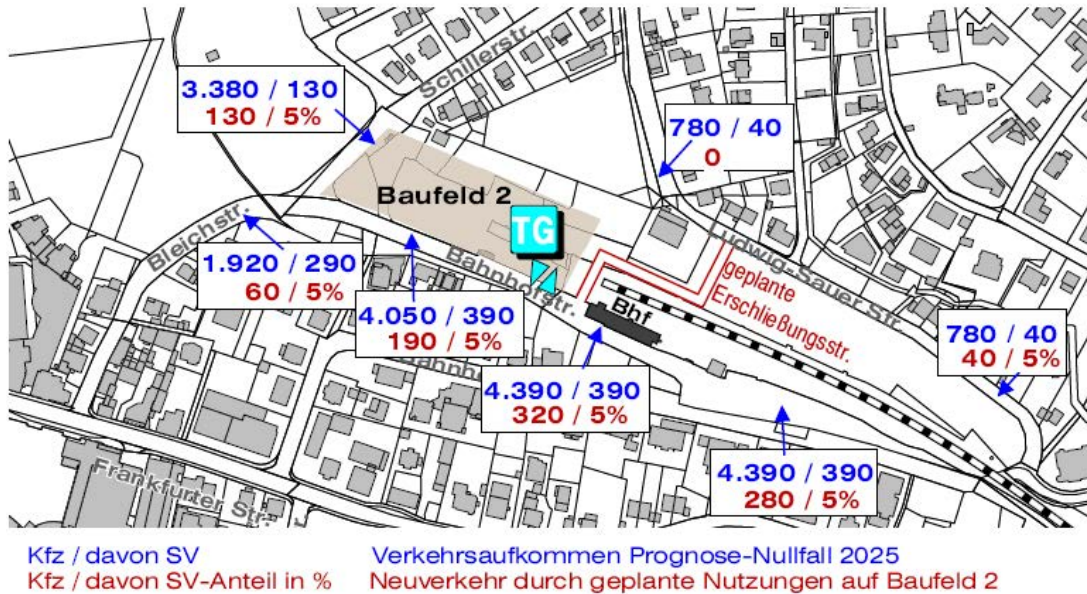 Schillerstr.
3.380 / 130
130 / 5%
780 / 40
0
Baufeld 2
TG
Bleichstr.
1.920 / 290
60 / 5%
Bahnhofstr.
4.050 / 390
190 / 5%
Ludwig-Sauer Str.
geplante
Erschließungsstr.
Bhf
780 / 40
40 / 5%
4.390 / 390
320 / 5%
4.390 / 390
280 / 5%
Frankfurter Str.
Kfz / davon SV
Verkehrsaufkommen Prognose-Nullfall 2025
Kfz / davon SV-Anteil in %
Neuverkehr durch geplante Nutzungen auf Baufeld 2